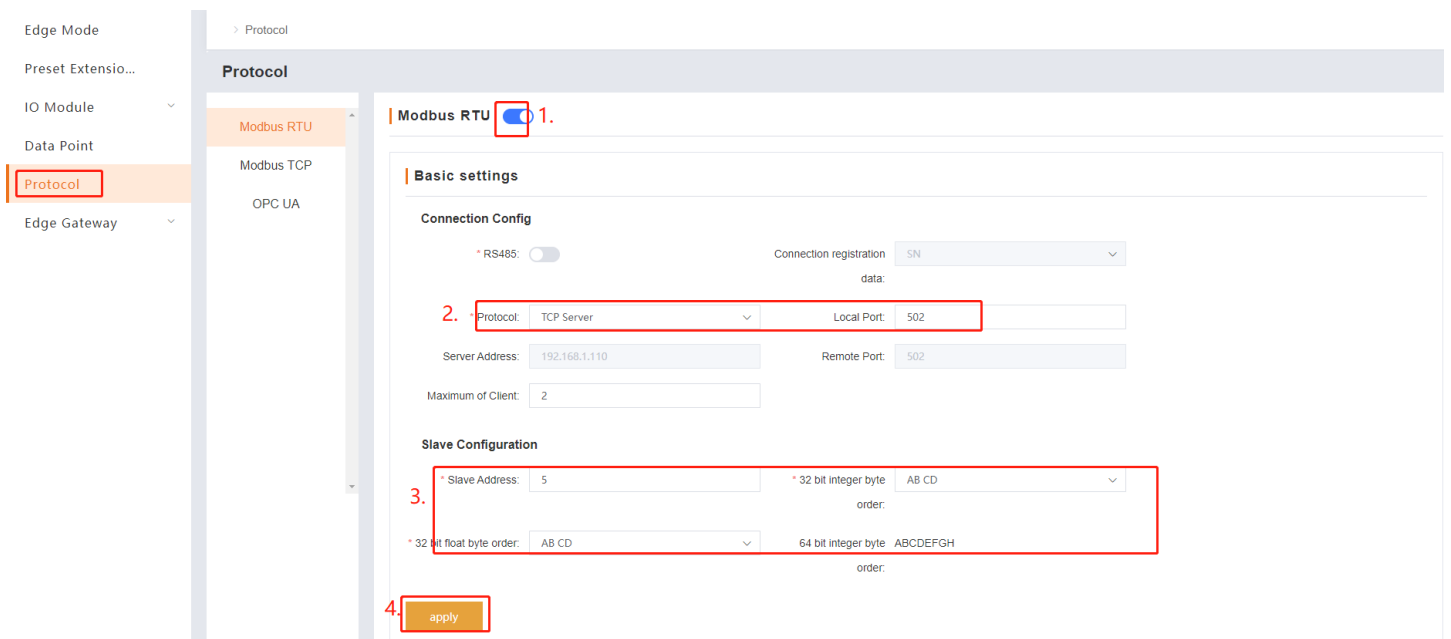 Edge Mode
Preset Extensio...
IO Module
Data Point
Protocol
Edge Gateway
> Protocol
Protocol
Modbus RTU
Modbus TCP
OPC UA
Modbus RTU 1.
Basic settings
Connection Config
* RS485: Connection registration data: SN
2. * Protocol: TCP Server Local Port: 502
Server Address: 192.168.1.110 Remote Port: 502
Maximum of Client: 2
Slave Configuration
3. * Slave Address: 5 * 32 bit integer byte order: AB CD
* 32 bit float byte order: AB CD 64 bit integer byte order: ABCDEFGH
4. apply